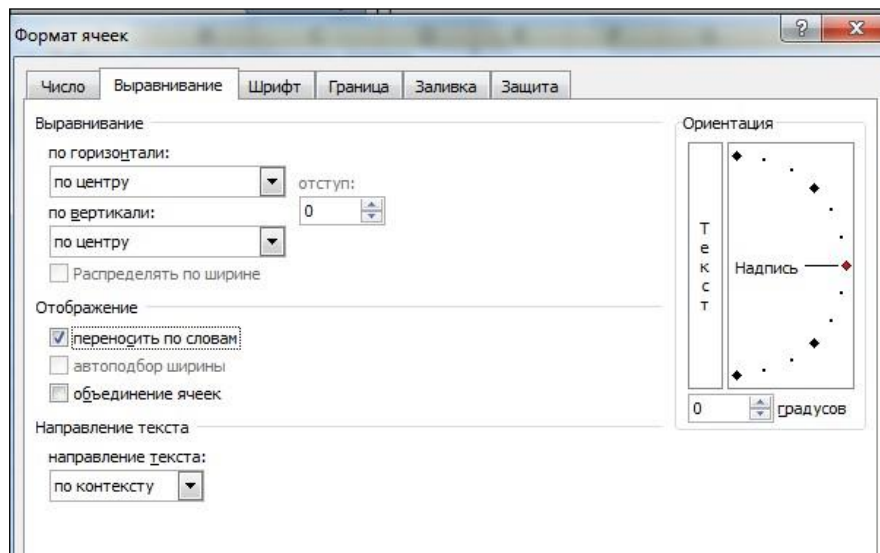 Формат ячеек
Число Выравнивание Шрифт Граница Заливка Защита
Выравнивание
по горизонтали:
по центру
отступ:
0
по вертикали:
по центру
Распределять по ширине
Отображение
переносить по словам
автоподбор ширины
объединение ячеек
Направление текста
направление текста:
по контексту
Ориентация
Текст
Надпись
0 градусов